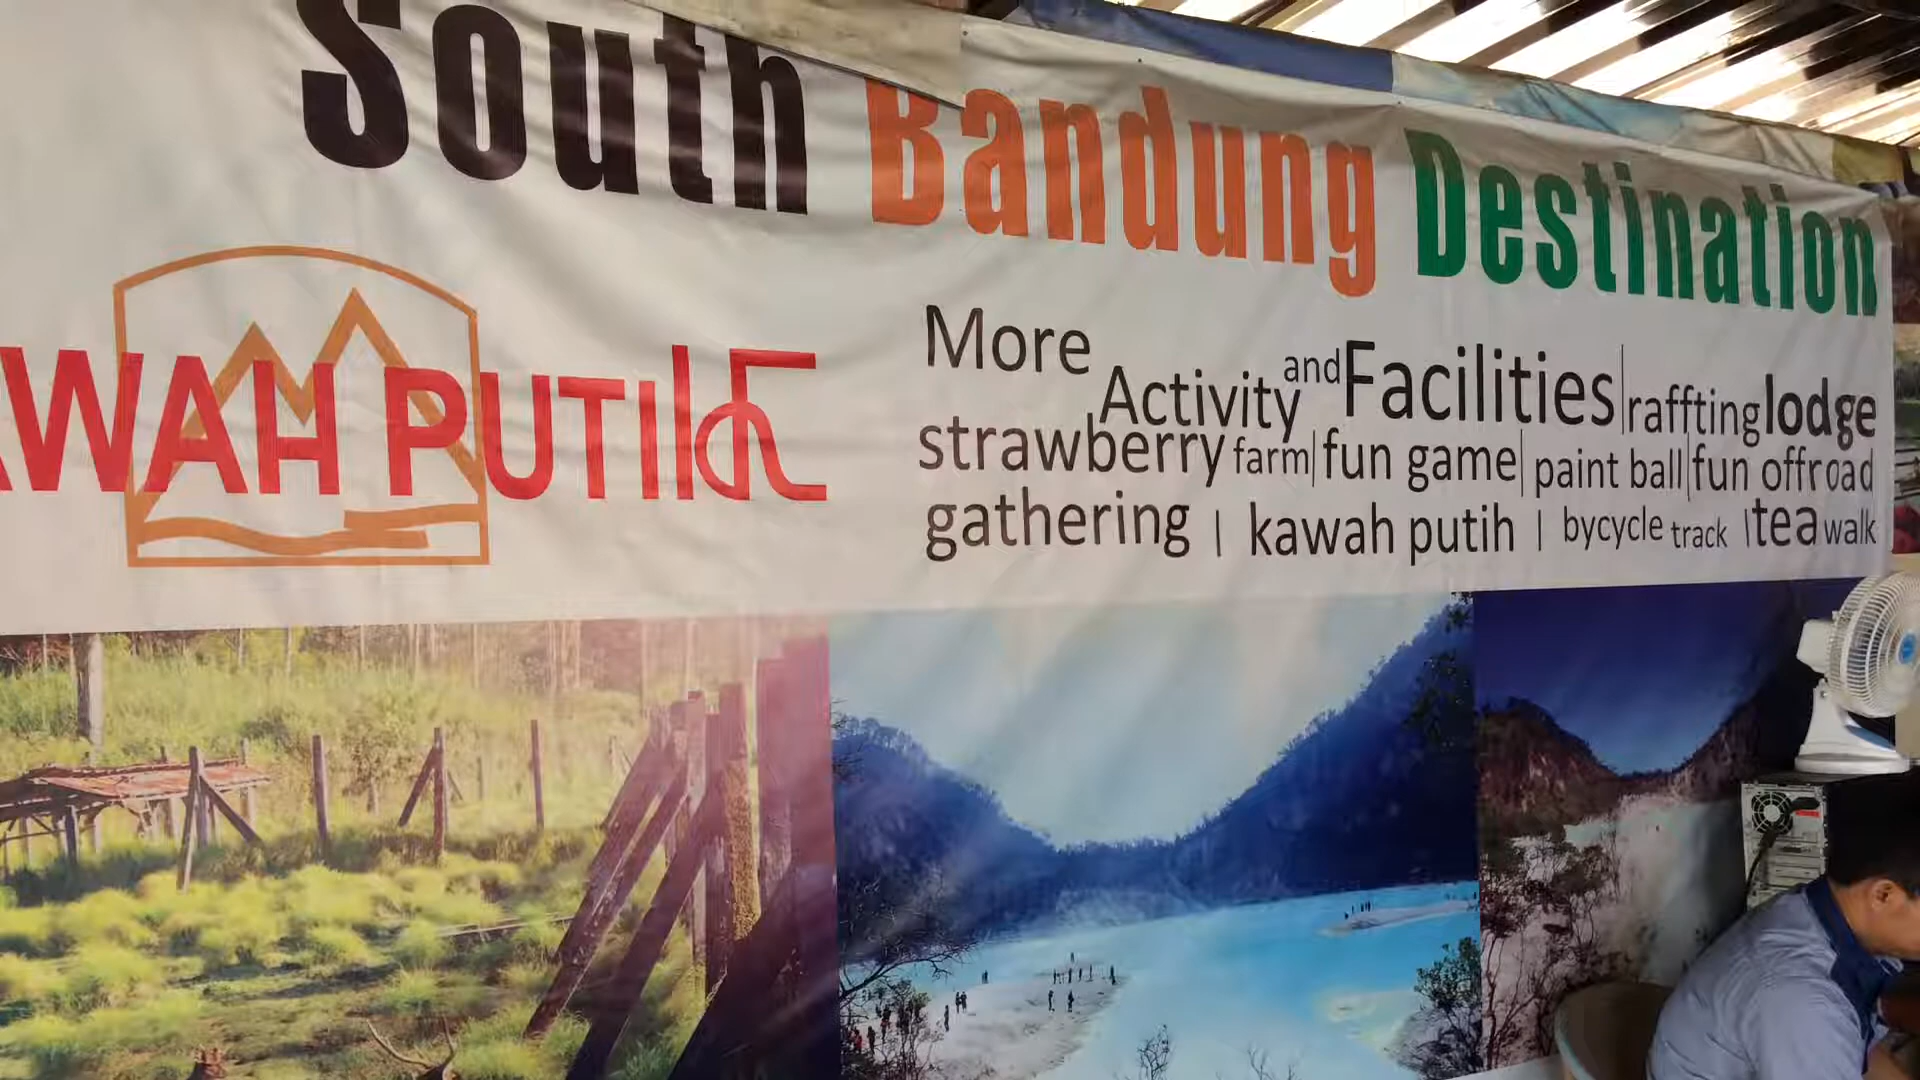 South Bandung Destination
AWAH PUTIh
More Activity and Facilities|raffting lodge
strawberry farm|fun game|paint ball|fun offroad
gathering | kawah putih | bycycle track |tea walk